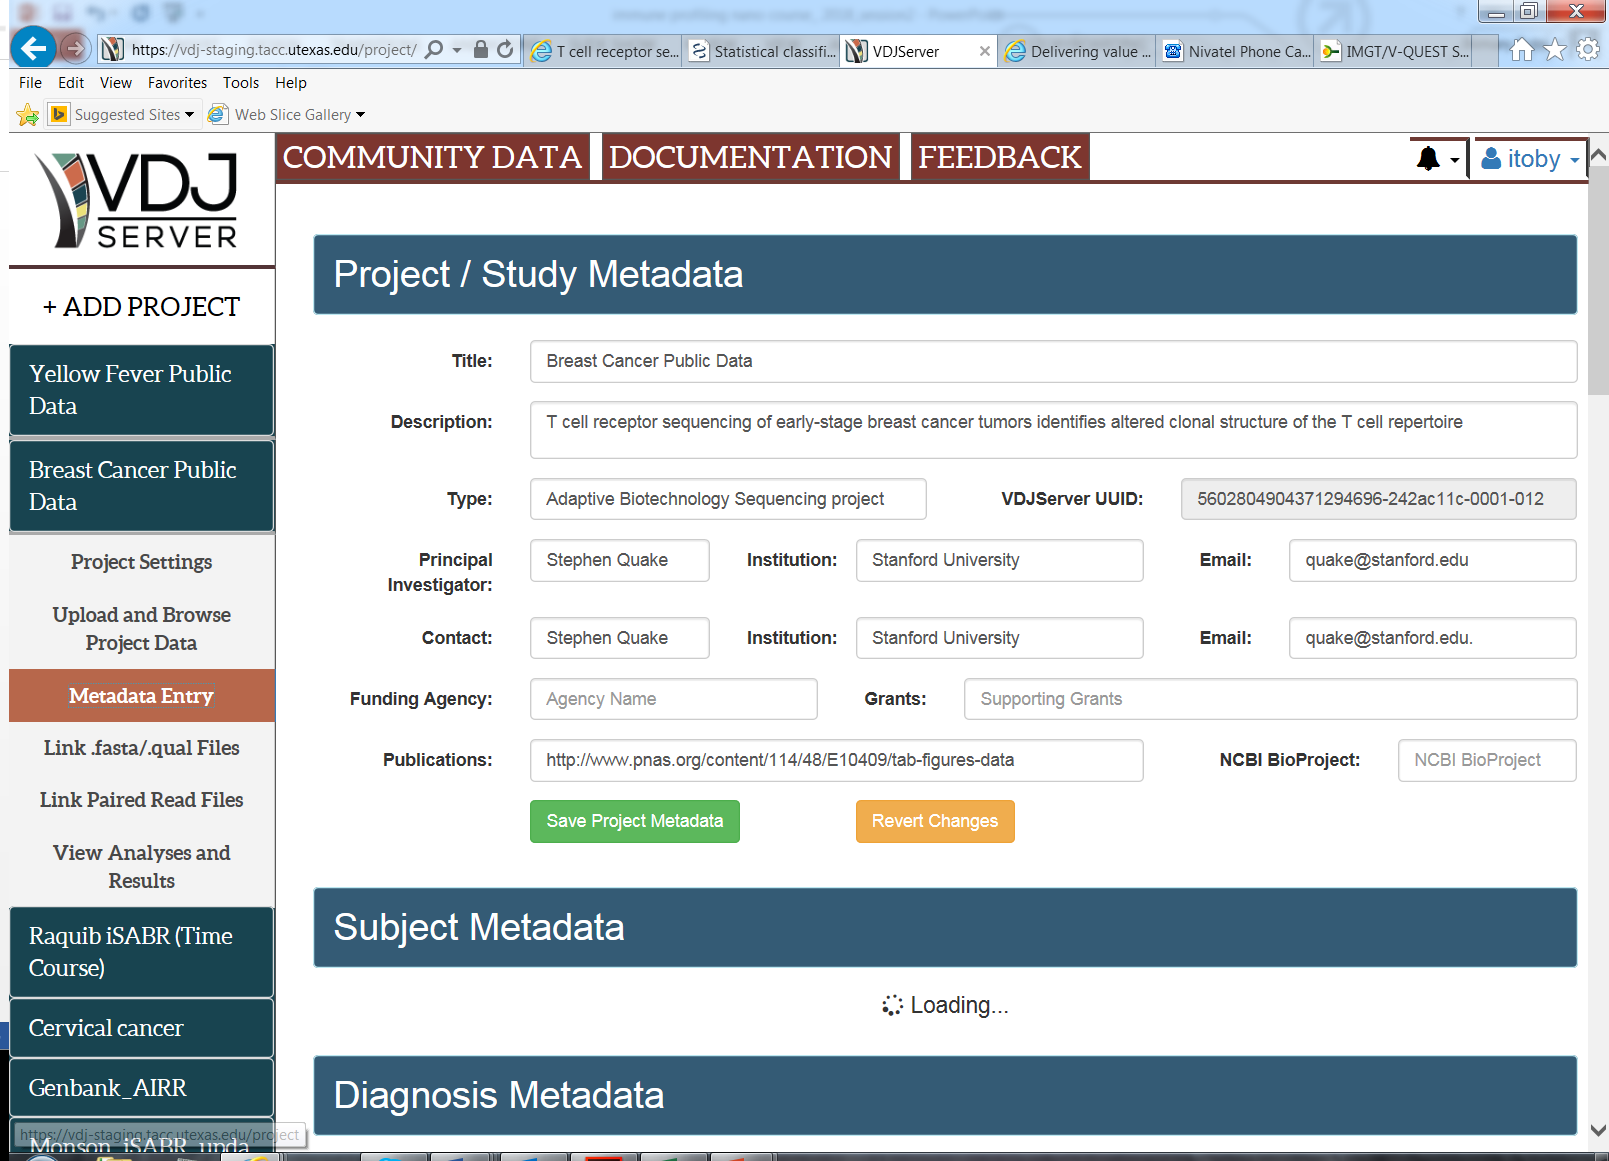 https://vdj-staging.tacc.utexas.edu/project/
T cell receptor se...
Statistical classifi...
VDJServer
Delivering value ...
Nivatel Phone Ca...
IMGT/V-QUEST S...
File Edit View Favorites Tools Help
Suggested Sites
Web Slice Gallery
VDJ
SERVER
COMMUNITY DATA
DOCUMENTATION
FEEDBACK
itoby
+ ADD PROJECT
Yellow Fever Public
Data
Breast Cancer Public
Data
Project Settings
Upload and Browse
Project Data
Metadata Entry
Link .fasta/.qual Files
Link Paired Read Files
View Analyses and
Results
Raquib iSABR (Time
Course)
Cervical cancer
Genbank_AIRR
Monson_iSABR_upda
https://vdj-staging.tacc.utexas.edu/project
Project / Study Metadata
Title: Breast Cancer Public Data
Description: T cell receptor sequencing of early-stage breast cancer tumors identifies altered clonal structure of the T cell repertoire
Type: Adaptive Biotechnology Sequencing project VDJServer UUID: 5602804904371294696-242ac11c-0001-012
Principal
Investigator: Stephen Quake Institution: Stanford University Email: quake@stanford.edu
Contact: Stephen Quake Institution: Stanford University Email: quake@stanford.edu.
Funding Agency: Agency Name Grants: Supporting Grants
Publications: http://www.pnas.org/content/114/48/E10409/tab-figures-data NCBI BioProject: NCBI BioProject
Save Project Metadata Revert Changes
Subject Metadata
Loading...
Diagnosis Metadata